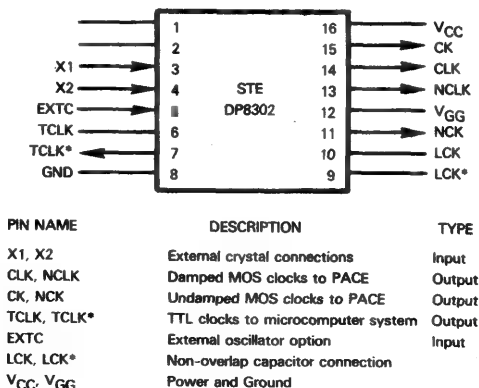 1 16 VCC
2 15 CK
X1 3 14 CLK
X2 4 STE 13 NCLK
EXTC DP8302 12 VGG
TCLK 6 11 NCK
TCLK* 7 10 LCK
GND 8 9 LCK*
PIN NAME DESCRIPTION TYPE
X1, X2 External crystal connections Input
CLK, NCLK Damped MOS clocks to PACE Output
CK, NCK Undamped MOS clocks to PACE Output
TCLK, TCLK* TTL clocks to microcomputer system Output
EXTC External oscillator option Input
LCK, LCK* Non-overlap capacitor connection
VCC, VGG Power and Ground